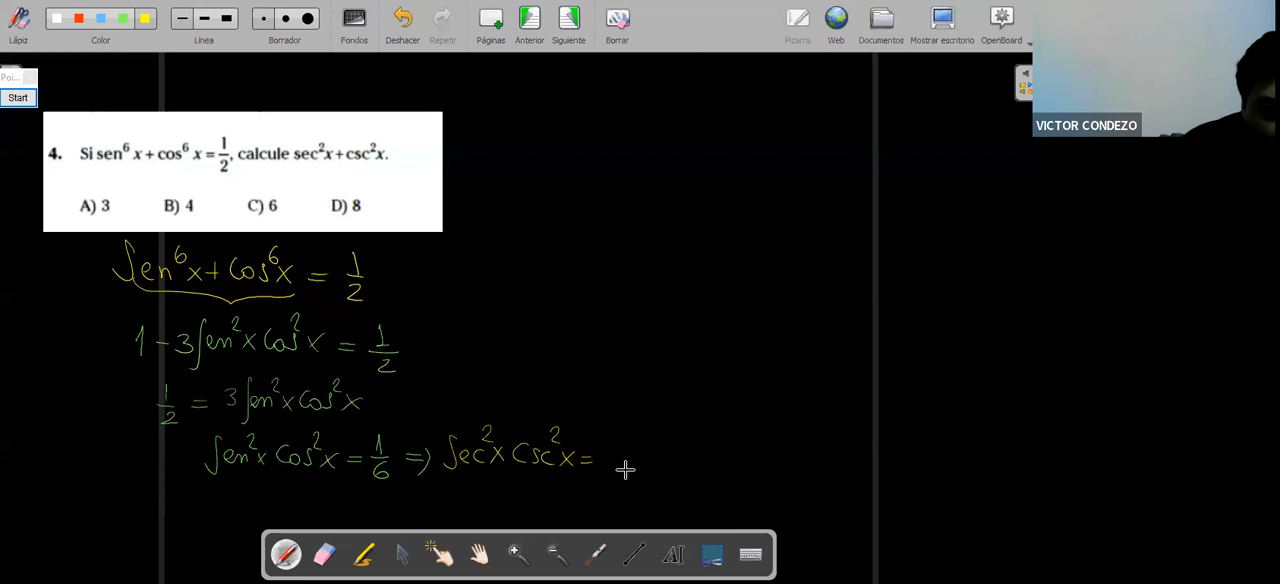 Lápiz Color Línea Borrador Fondos Deshacer Repetir Páginas Anterior Siguiente Borrar Pizarra Web Documentos Mostrar escritorio OpenBoard
Poi...
Start
VICTOR CONDEZO
4. Si sen⁶ x + cos⁶ x = 1/2, calcule sec²x + csc²x.
A) 3 B) 4 C) 6 D) 8
Sen⁶x + Cos⁶x = 1/2
1 - 3Sen²x Cos²x = 1/2
1/2 = 3Sen²x Cos²x
Sen²x Cos²x = 1/6 => Sec²x Csc²x =
AI